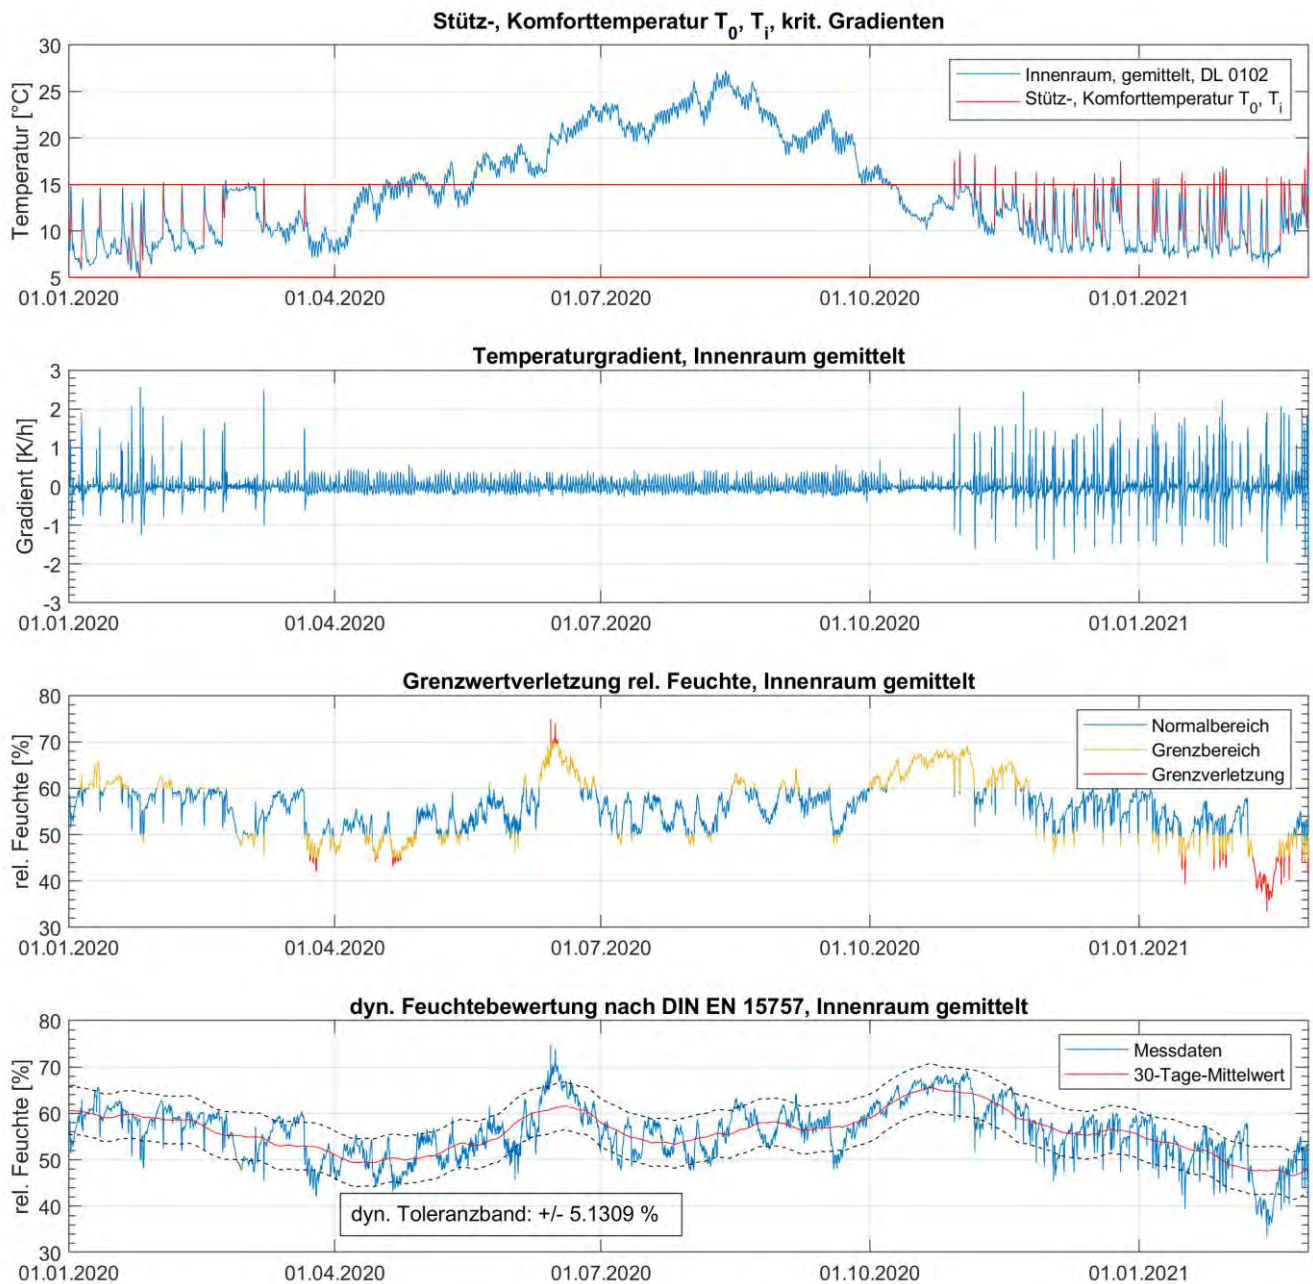 Stütz-, Komforttemperatur T0, Ti, krit. Gradienten
Temperatur [°C]
30
25
20
15
10
5
Innenraum, gemittelt, DL 0102
Stütz-, Komforttemperatur T0, Ti
01.01.2020 01.04.2020 01.07.2020 01.10.2020 01.01.2021
Temperaturgradient, Innenraum gemittelt
Gradient [K/h]
3
2
1
0
-1
-2
-3
01.01.2020 01.04.2020 01.07.2020 01.10.2020 01.01.2021
Grenzwertverletzung rel. Feuchte, Innenraum gemittelt
rel. Feuchte [%]
80
70
60
50
40
30
Normalbereich
Grenzbereich
Grenzverletzung
01.01.2020 01.04.2020 01.07.2020 01.10.2020 01.01.2021
dyn. Feuchtebewertung nach DIN EN 15757, Innenraum gemittelt
rel. Feuchte [%]
80
70
60
50
40
30
Messdaten
30-Tage-Mittelwert
dyn. Toleranzband: +/- 5.1309 %
01.01.2020 01.04.2020 01.07.2020 01.10.2020 01.01.2021